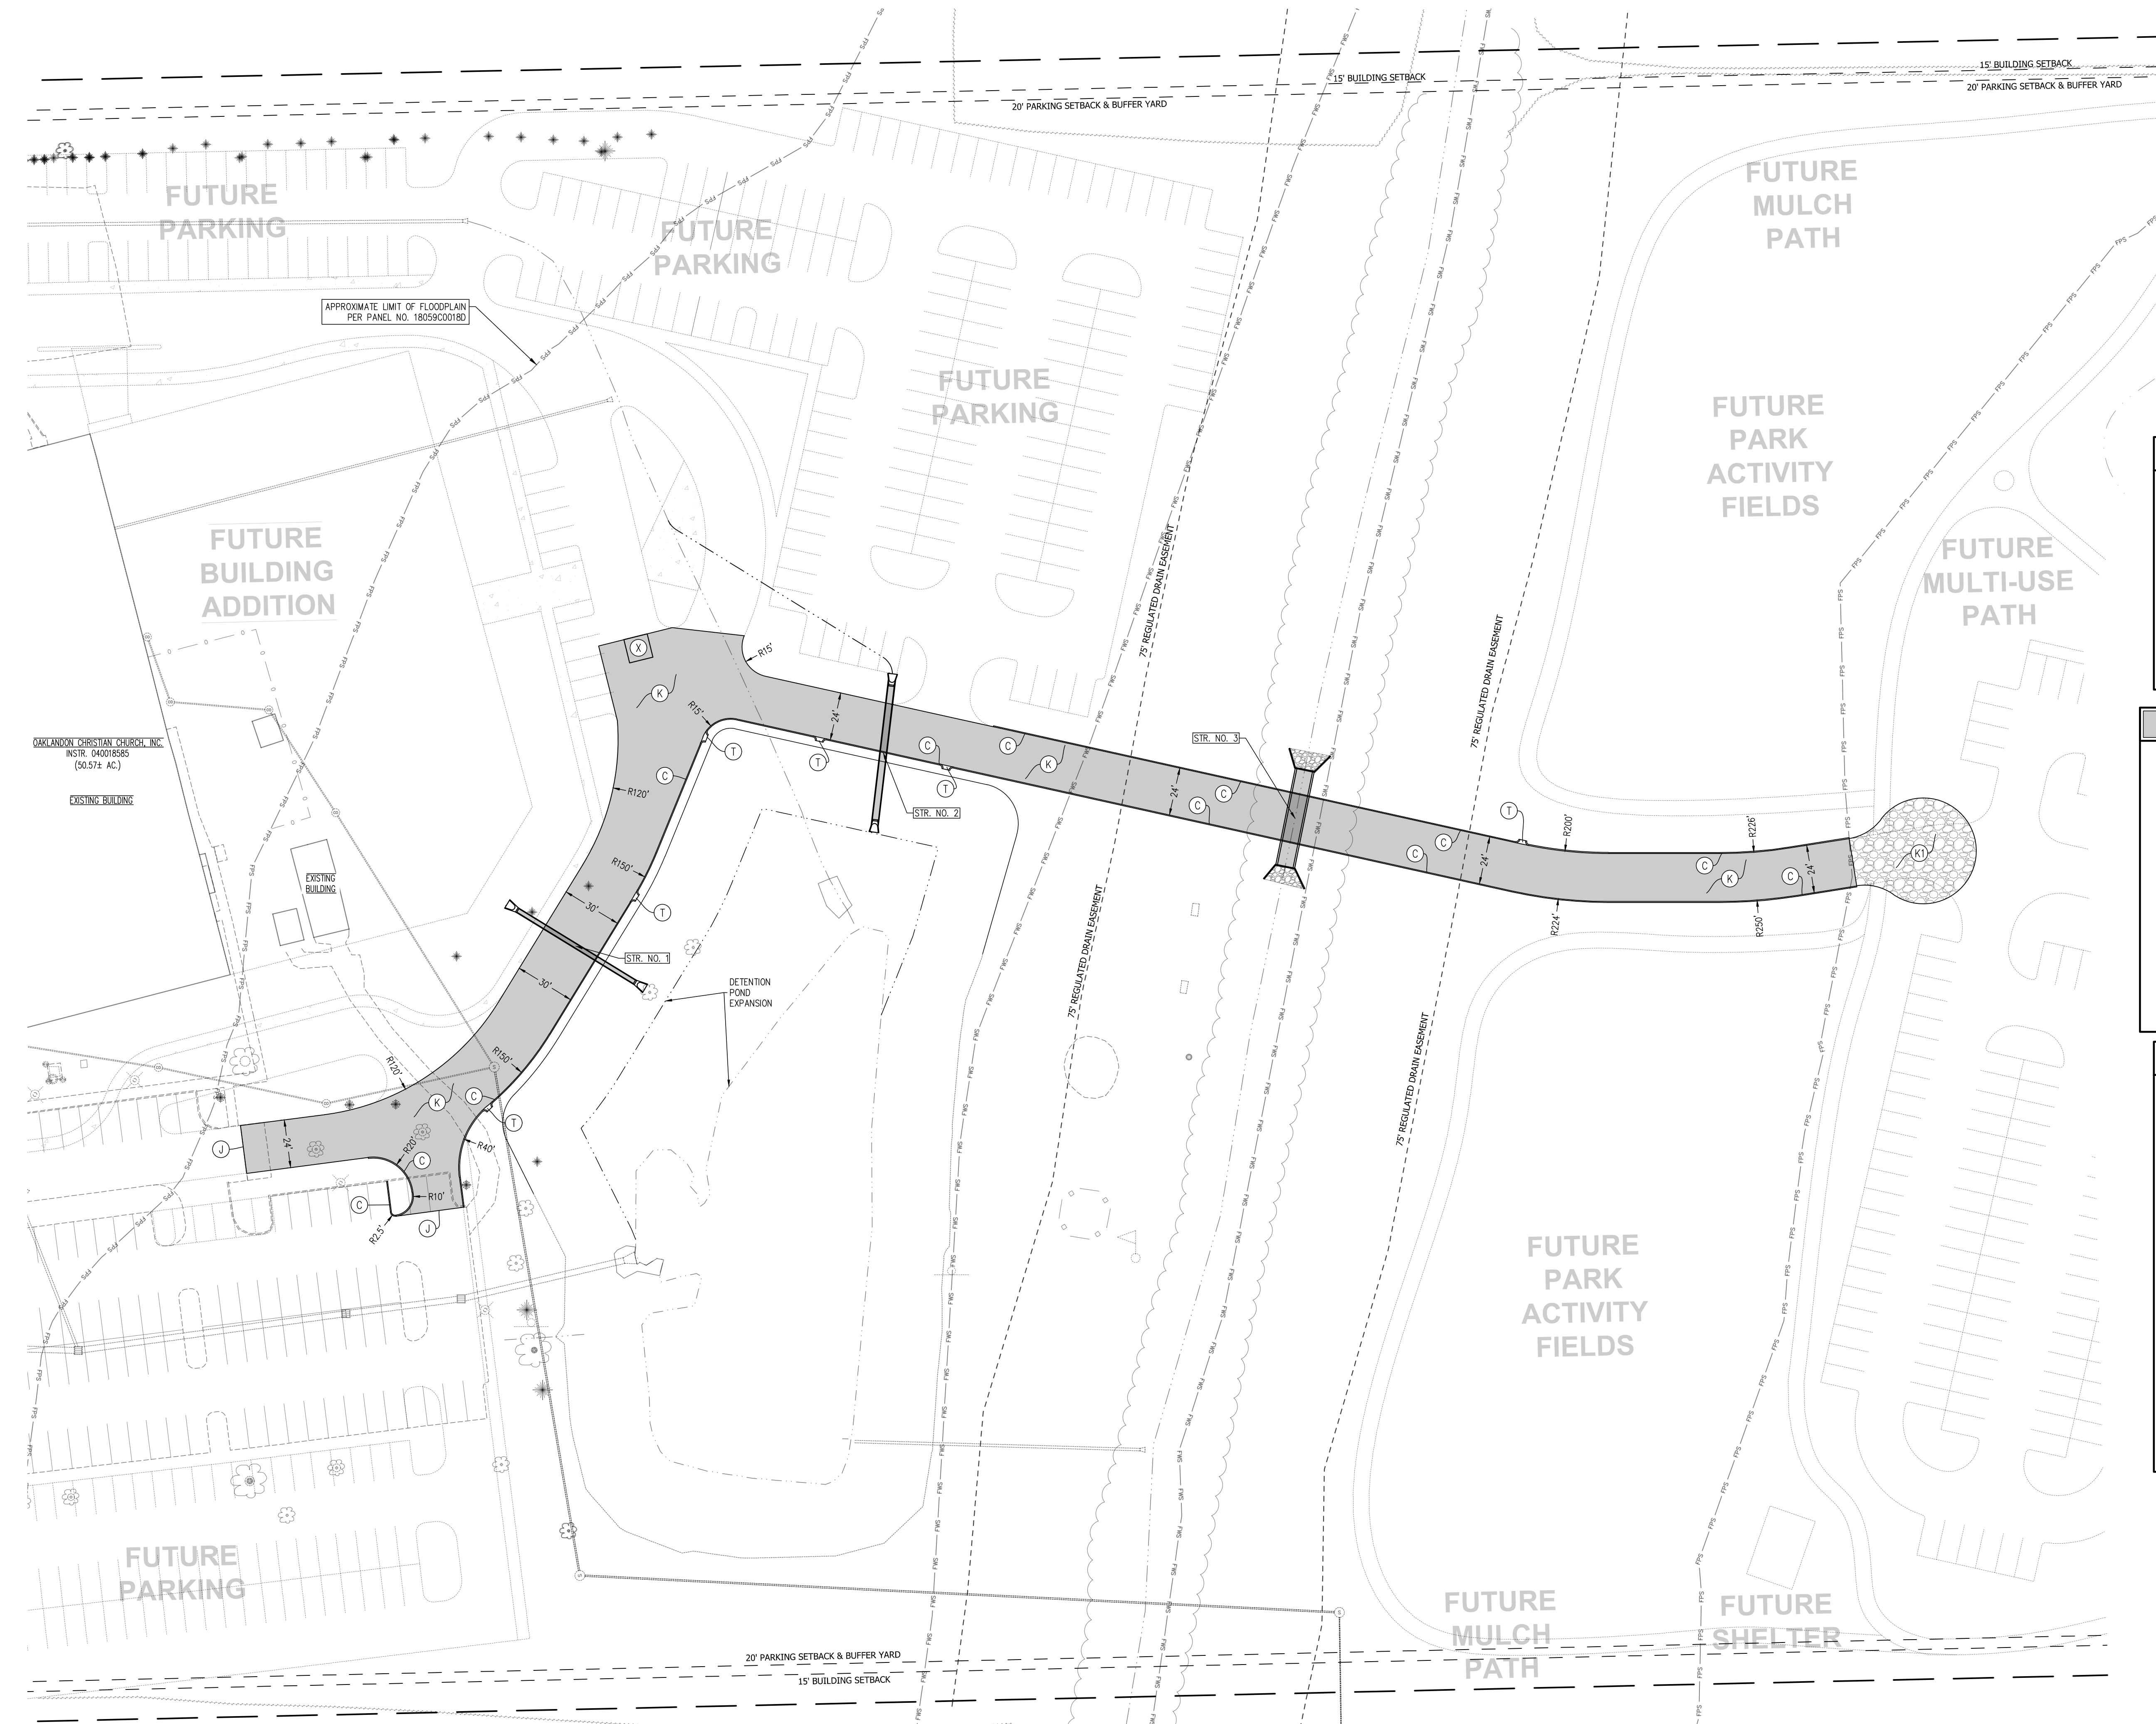 15' BUILDING SETBACK
20' PARKING SETBACK & BUFFER YARD
15' BUILDING SETBACK
20' PARKING SETBACK & BUFFER YARD
FUTURE
PARKING
FUTURE
PARKING
FUTURE
MULCH
PATH
APPROXIMATE LIMIT OF FLOODPLAIN
PER PANEL NO. 18059C0018D
FUTURE
PARKING
FUTURE
PARK
ACTIVITY
FIELDS
FUTURE
BUILDING
ADDITION
75' REGULATED DRAIN EASEMENT
FUTURE
MULTI-USE
PATH
X
R15'
K
R15'
24'
T
T
C
C
C
T
K
STR. NO. 3
75' REGULATED DRAIN EASEMENT
OAKLANDON CHRISTIAN CHURCH, INC.
INSTR. 040018585
(50.57± AC.)
EXISTING BUILDING
R120'
STR. NO. 2
24'
C
C
T
C
C
24'
R200'
R226'
C
K
C
24'
K1
R224'
R250'
EXISTING
BUILDING
R150'
30'
T
STR. NO. 1
30'
DETENTION
POND
EXPANSION
75' REGULATED DRAIN EASEMENT
75' REGULATED DRAIN EASEMENT
R150'
R120'
K
C
T
J
24'
R20'
C
R40'
C
R10'
R2.5'
J
FUTURE
PARK
ACTIVITY
FIELDS
FUTURE
PARKING
FUTURE
MULCH
PATH
FUTURE
SHELTER
20' PARKING SETBACK & BUFFER YARD
15' BUILDING SETBACK
FPS
FWS